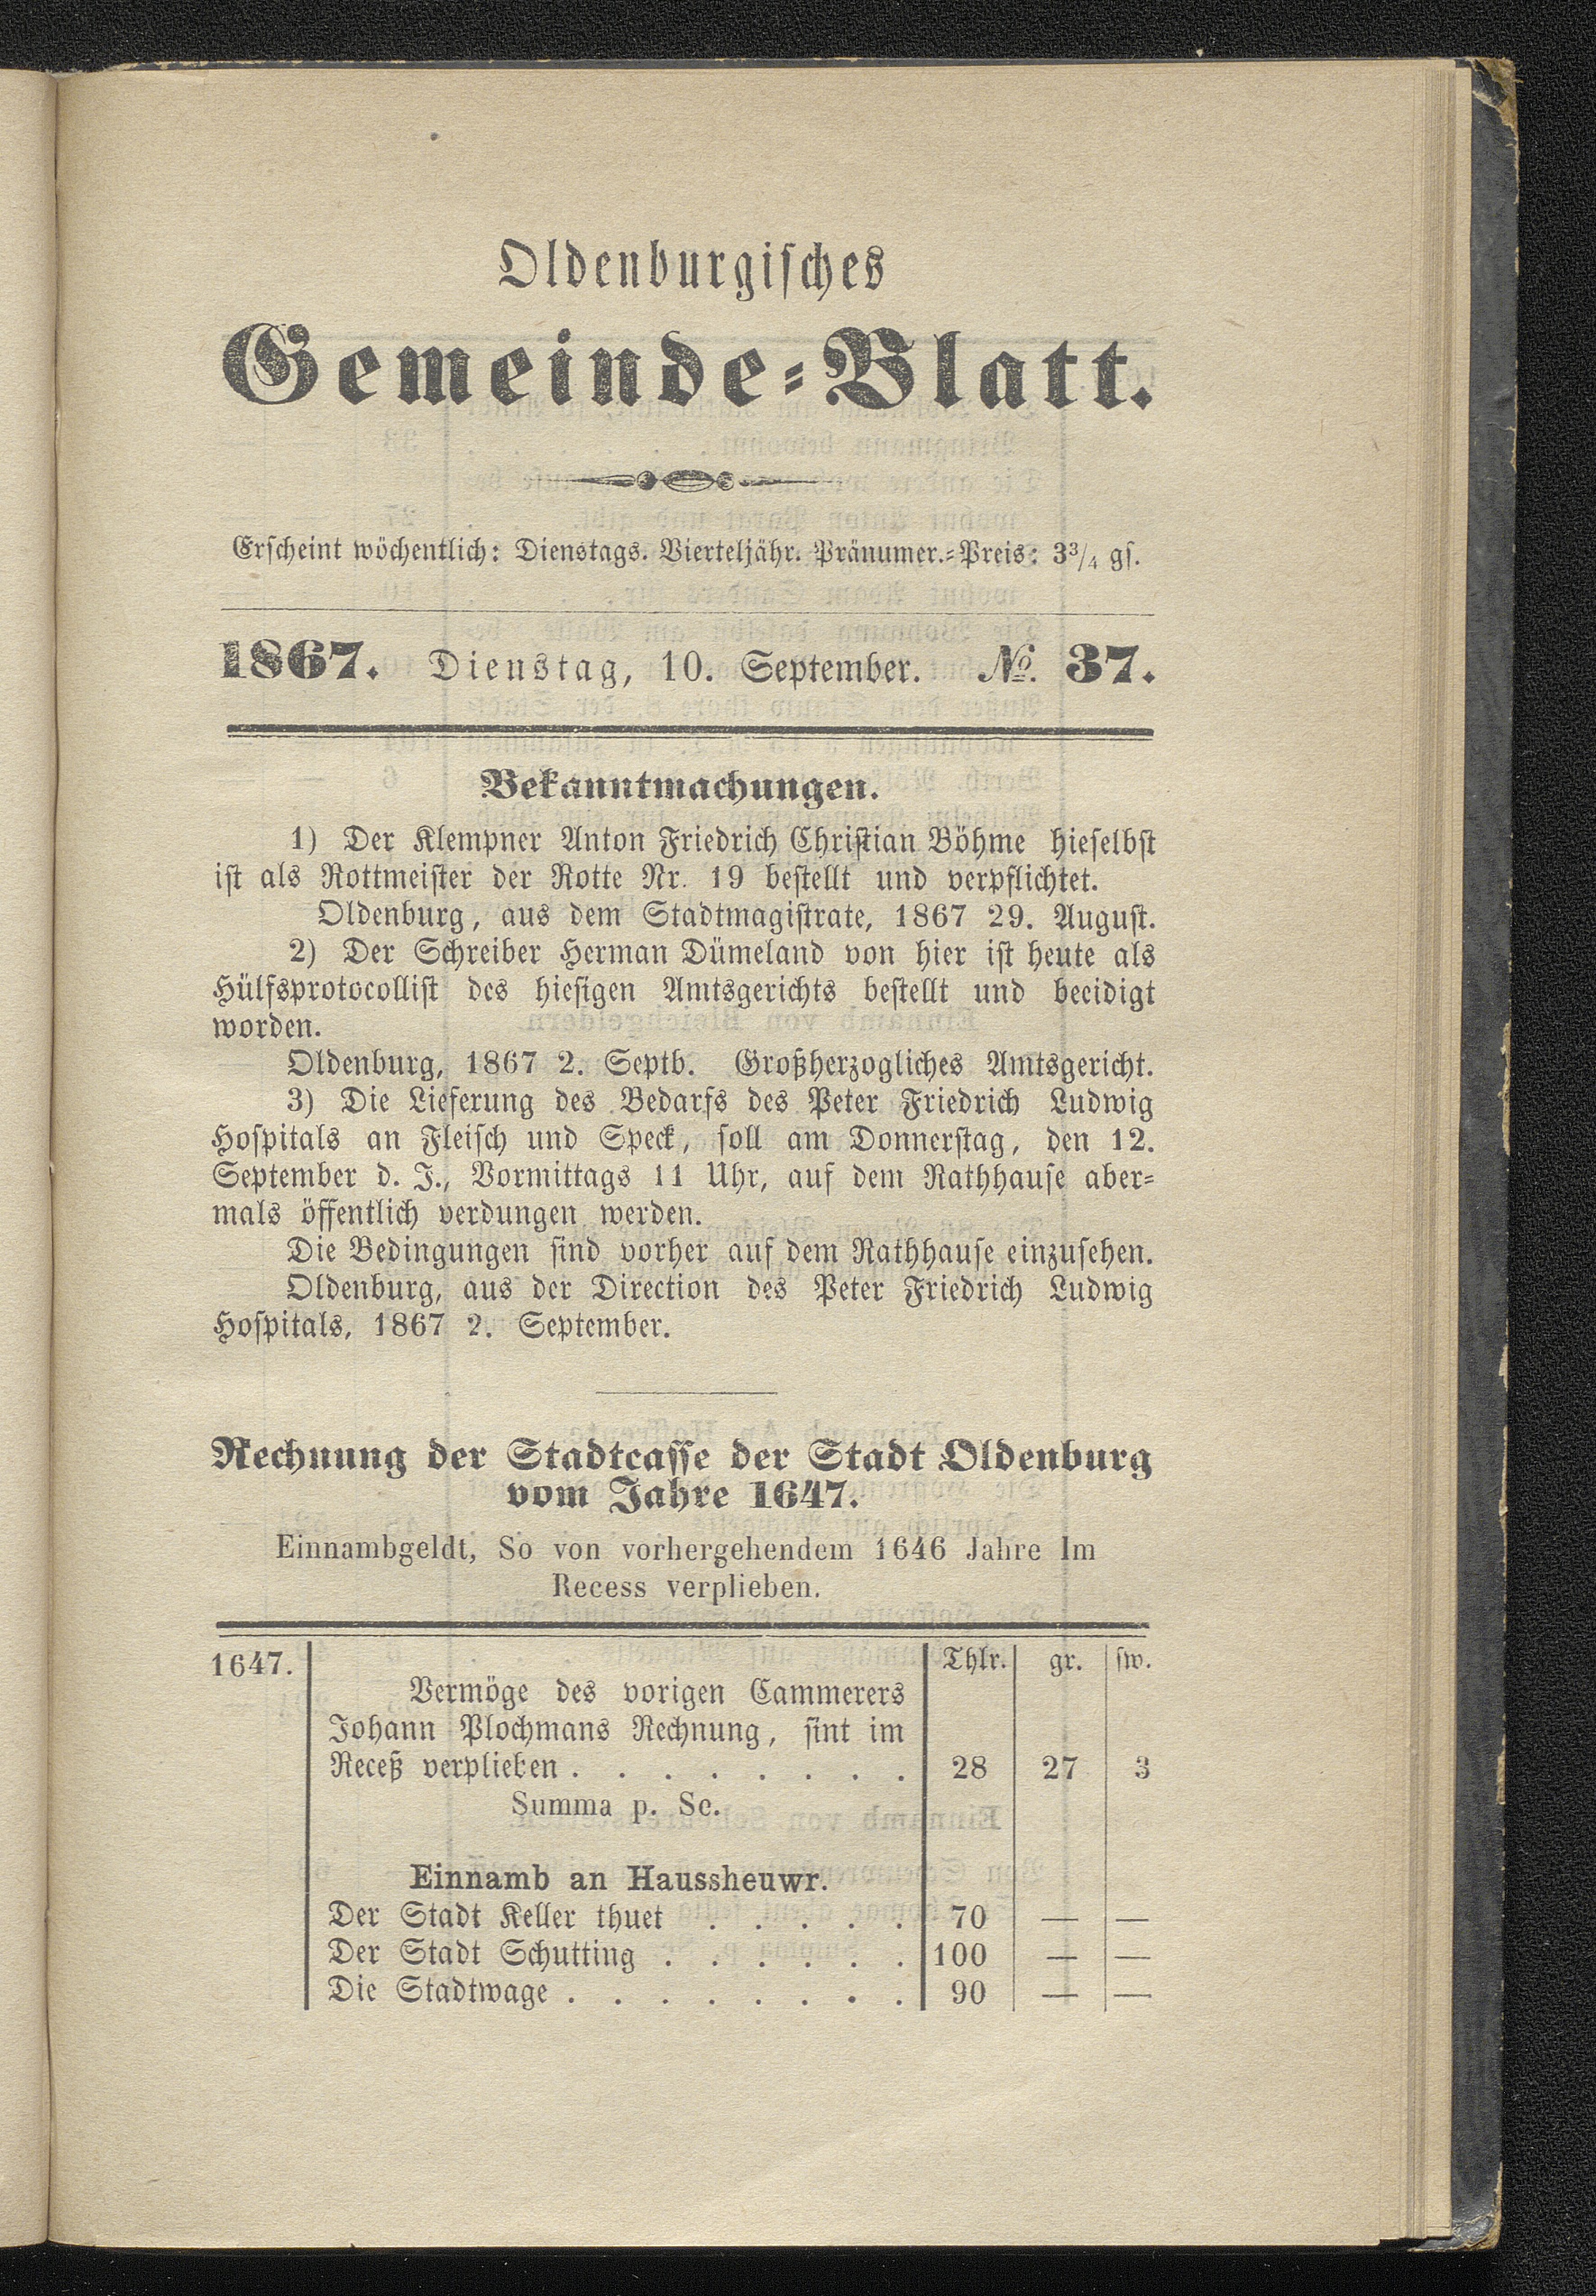 Oldenburgisches
Gemeinde-Blatt.
Erscheint wöchentlich: Dienstags. Vierteljähr. Pränumer.-Preis: 3³/₄ gs.
1867. Dienstag, 10. September. №. 37.
Bekanntmachungen.
1) Der Klempner Anton Friedrich Christian Böhme hieselbst
ist als Rottmeister der Rotte Nr. 19 bestellt und verpflichtet.
Oldenburg, aus dem Stadtmagistrate, 1867 29. August.
2) Der Schreiber Herman Dümeland von hier ist heute als
Hülfsprotocollist des hiesigen Amtsgerichts bestellt und beeidigt
worden.
Oldenburg, 1867 2. Septb. Großherzogliches Amtsgericht.
3) Die Lieferung des Bedarfs des Peter Friedrich Ludwig
Hospitals an Fleisch und Speck, soll am Donnerstag, den 12.
September d. J., Vormittags 11 Uhr, auf dem Rathhause aber-
mals öffentlich verdungen werden.
Die Bedingungen sind vorher auf dem Rathhause einzusehen.
Oldenburg, aus der Direction des Peter Friedrich Ludwig
Hospitals, 1867 2. September.
Rechnung der Stadtcasse der Stadt Oldenburg
vom Jahre 1647.
Einnambgeldt, So von vorhergehendem 1646 Jahre Im
Recess verplieben.
1647. Thlr. gr. sw.
Vermöge des vorigen Cammerers
Johann Plochmans Rechnung, sint im
Receß verplieben . . . . . . . . 28 27 3
Summa p. Se.
Einnamb an Haussheuwr.
Der Stadt Keller thuet . . . . . 70 — —
Der Stadt Schutting . . . . . . 100 — —
Die Stadtwage . . . . . . . . 90 — —